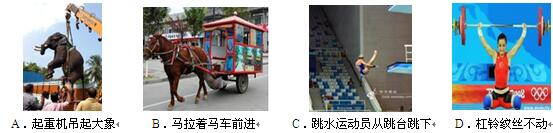 A．起重机吊起大象
B．马拉着马车前进
C．跳水运动员从跳台跳下
D．杠铃纹丝不动